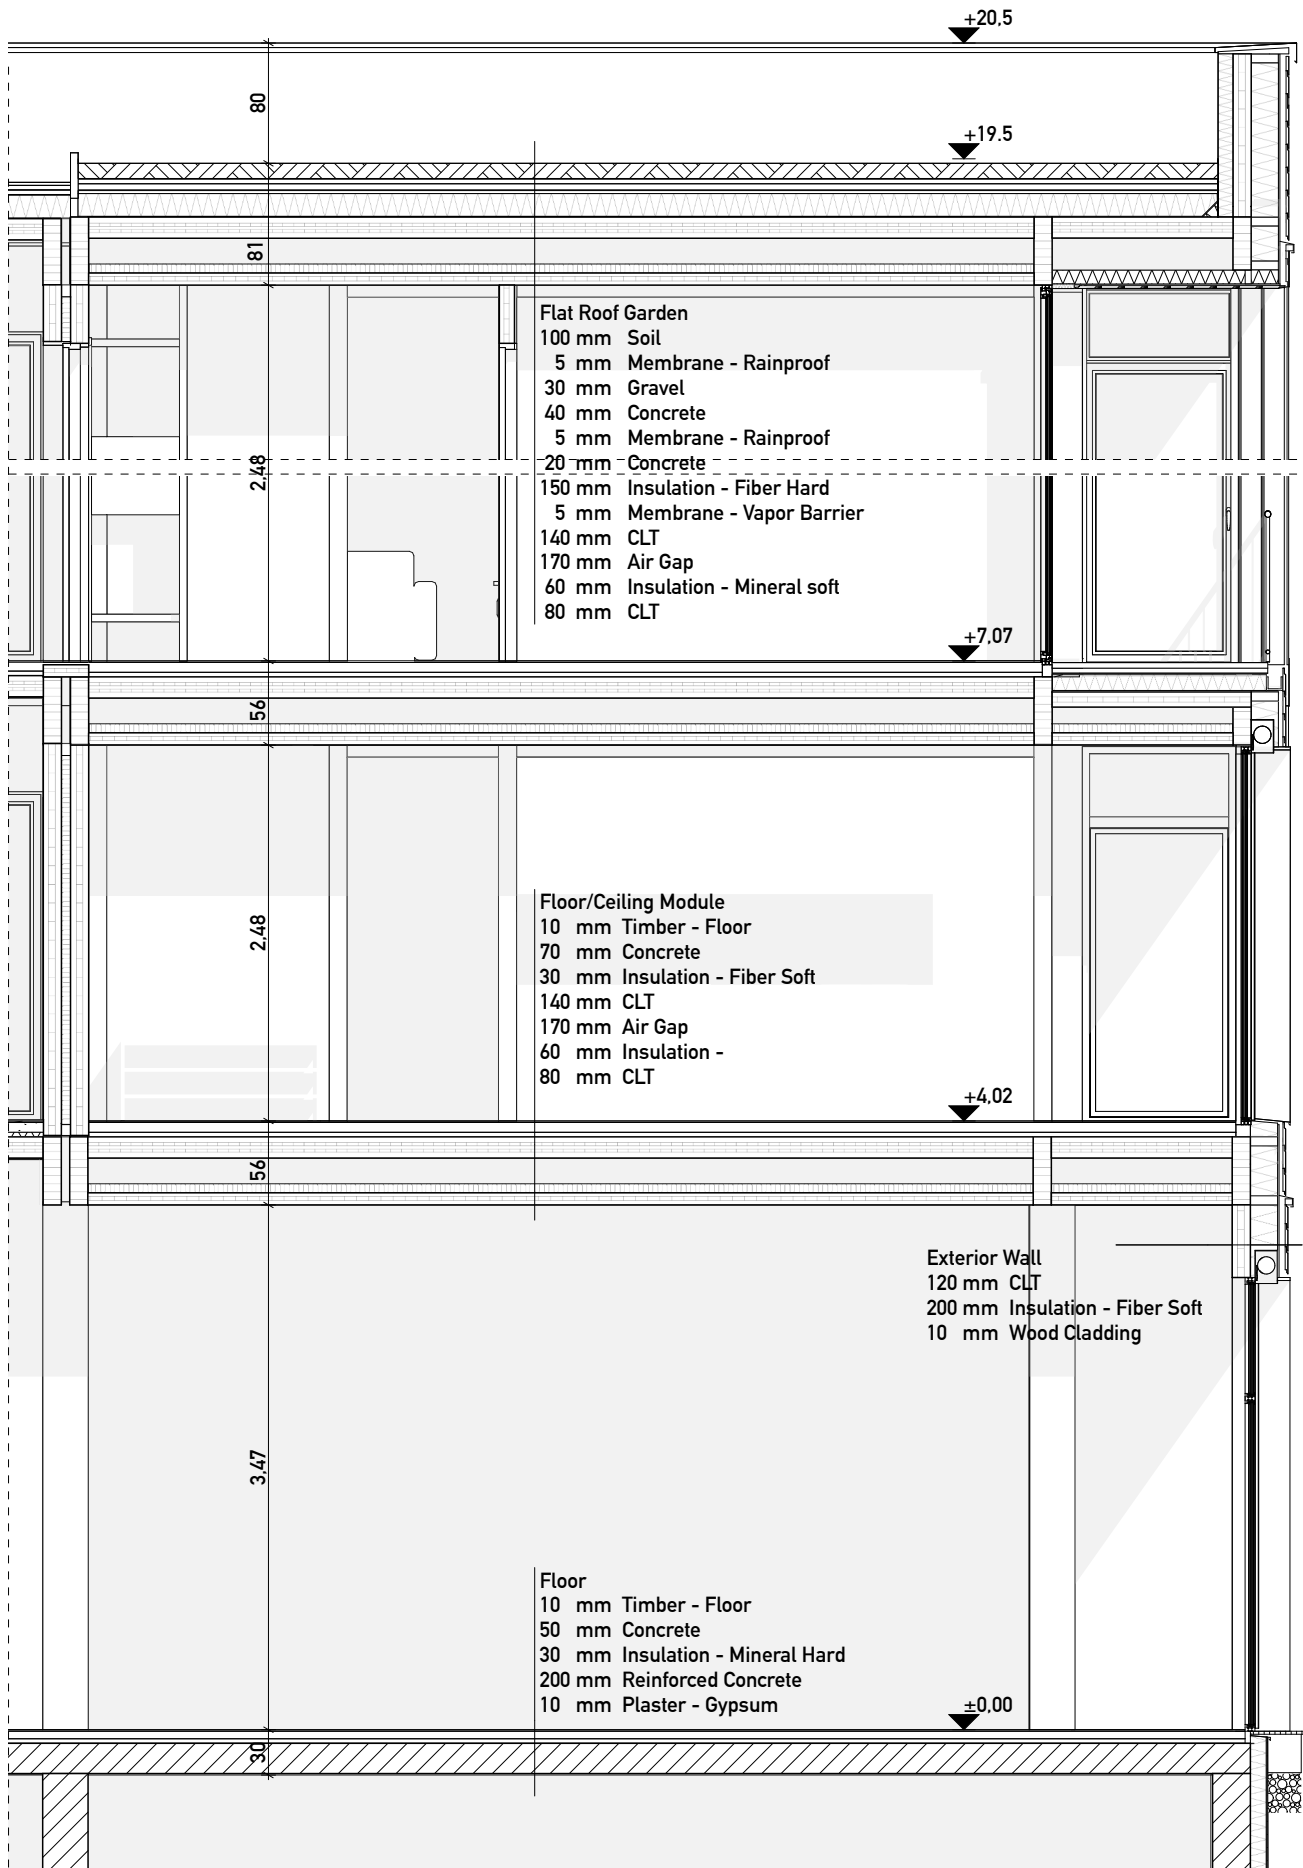 +20,5
80
+19.5
81
Flat Roof Garden
100 mm Soil
5 mm Membrane - Rainproof
30 mm Gravel
40 mm Concrete
5 mm Membrane - Rainproof
20 mm Concrete
150 mm Insulation - Fiber Hard
5 mm Membrane - Vapor Barrier
140 mm CLT
170 mm Air Gap
60 mm Insulation - Mineral soft
80 mm CLT
2,48
+7,07
56
Floor/Ceiling Module
10 mm Timber - Floor
70 mm Concrete
30 mm Insulation - Fiber Soft
140 mm CLT
170 mm Air Gap
60 mm Insulation -
80 mm CLT
2,48
+4,02
56
Exterior Wall
120 mm CLT
200 mm Insulation - Fiber Soft
10 mm Wood Cladding
3,47
Floor
10 mm Timber - Floor
50 mm Concrete
30 mm Insulation - Mineral Hard
200 mm Reinforced Concrete
10 mm Plaster - Gypsum
±0,00
30